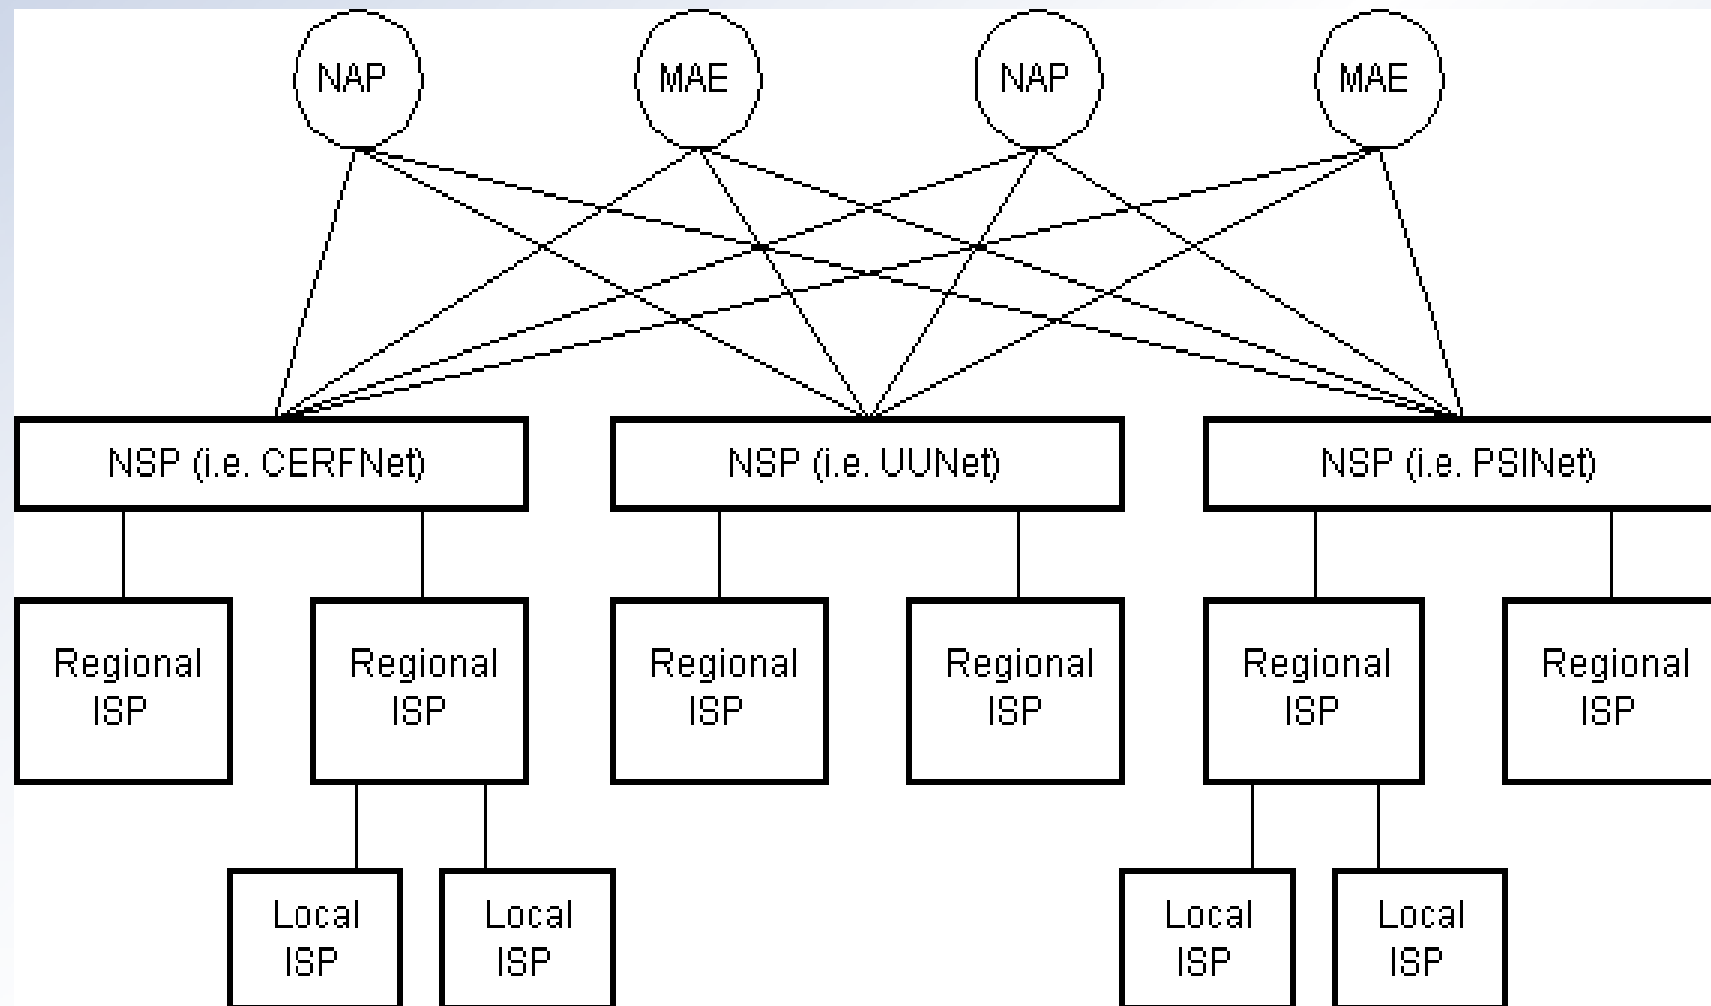 NAP
MAE
NAP
MAE
NSP (i.e. CERFNet)
NSP (i.e. UUNet)
NSP (i.e. PSINet)
Regional
ISP
Regional
ISP
Regional
ISP
Regional
ISP
Regional
ISP
Regional
ISP
Local
ISP
Local
ISP
Local
ISP
Local
ISP